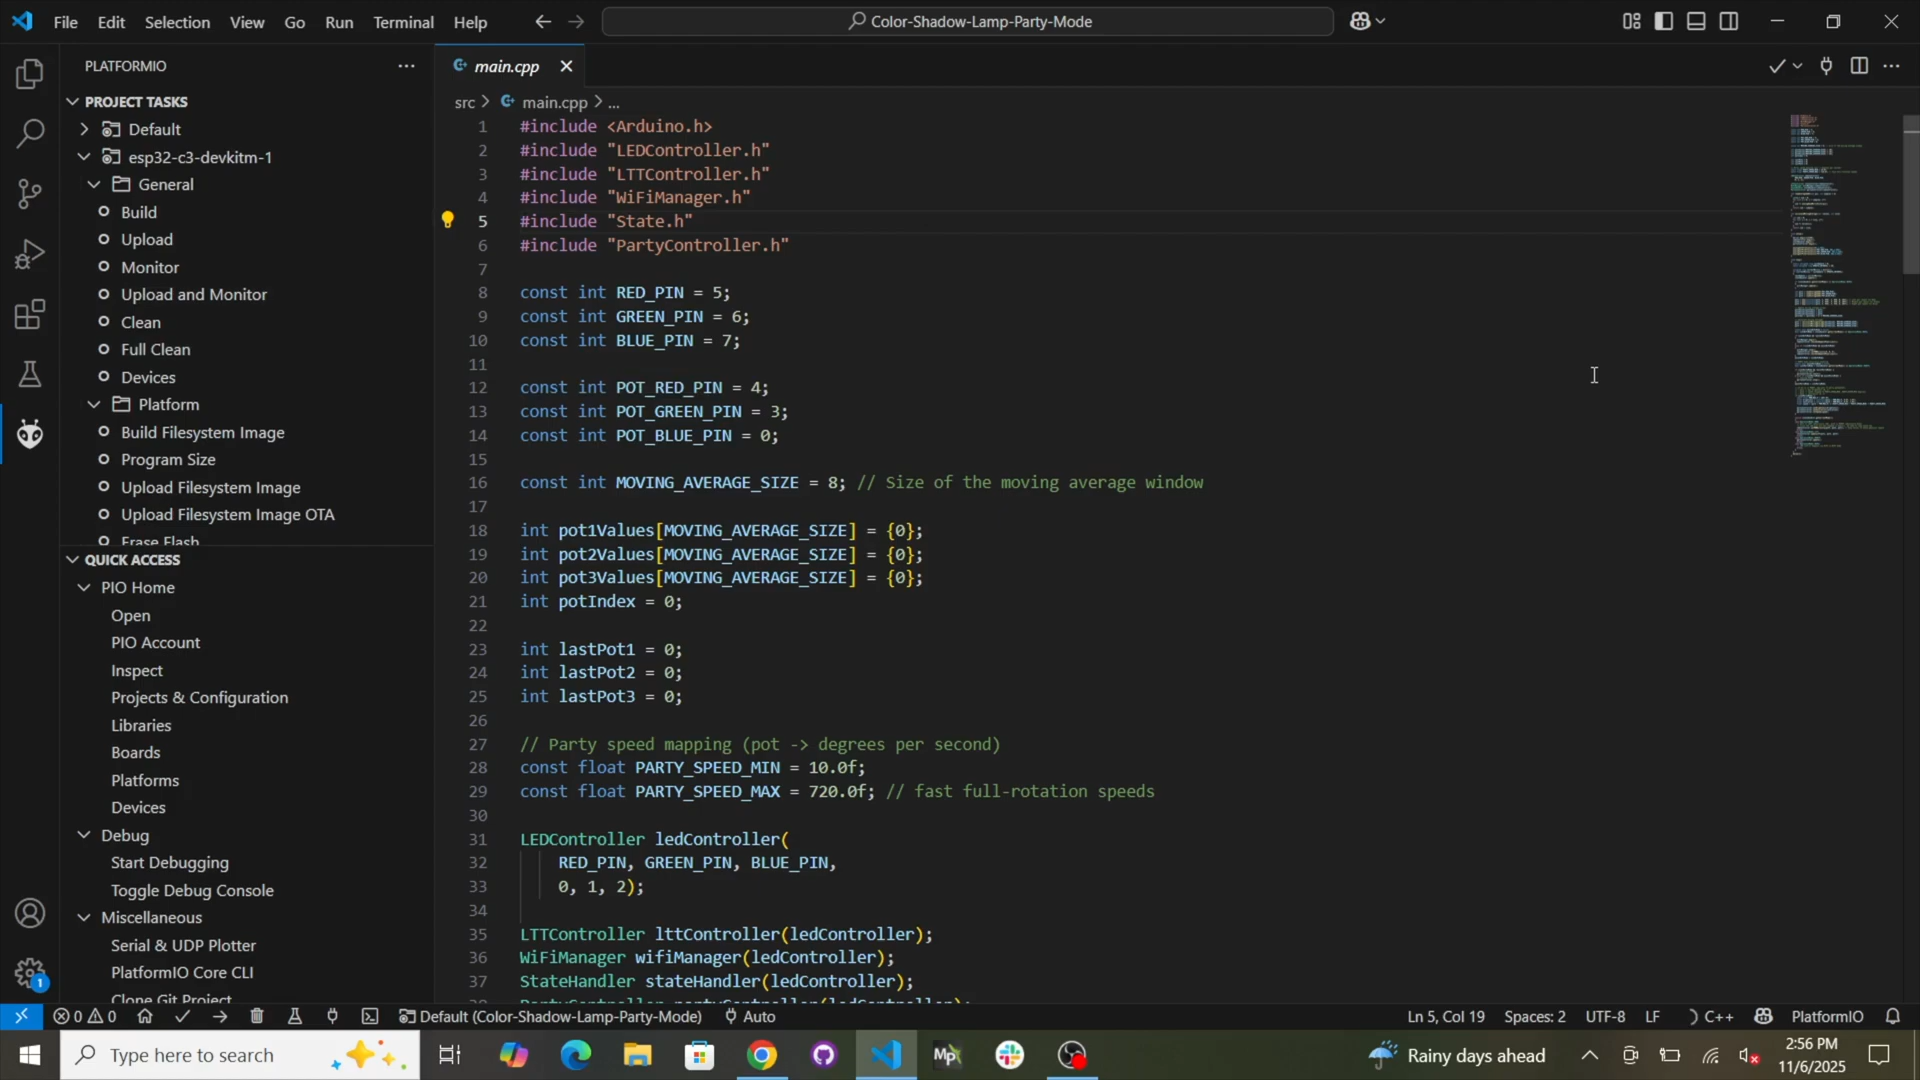 File Edit Selection View Go Run Terminal Help
Color-Shadow-Lamp-Party-Mode
PLATFORMIO
PROJECT TASKS
Default
esp32-c3-devkitm-1
General
Build
Upload
Monitor
Upload and Monitor
Clean
Full Clean
Devices
Platform
Build Filesystem Image
Program Size
Upload Filesystem Image
Upload Filesystem Image OTA
Erase Flash
QUICK ACCESS
PIO Home
Open
PIO Account
Inspect
Projects & Configuration
Libraries
Boards
Platforms
Devices
Debug
Start Debugging
Toggle Debug Console
Miscellaneous
Serial & UDP Plotter
PlatformIO Core CLI
Clone Git Project
1
main.cpp
src > main.cpp > ...
1 #include <Arduino.h>
2 #include "LEDController.h"
3 #include "LTTController.h"
4 #include "WiFiManager.h"
5 #include "State.h"
6 #include "PartyController.h"
7
8 const int RED_PIN = 5;
9 const int GREEN_PIN = 6;
10 const int BLUE_PIN = 7;
11
12 const int POT_RED_PIN = 4;
13 const int POT_GREEN_PIN = 3;
14 const int POT_BLUE_PIN = 0;
15
16 const int MOVING_AVERAGE_SIZE = 8; // Size of the moving average window
17
18 int pot1Values[MOVING_AVERAGE_SIZE] = {0};
19 int pot2Values[MOVING_AVERAGE_SIZE] = {0};
20 int pot3Values[MOVING_AVERAGE_SIZE] = {0};
21 int potIndex = 0;
22
23 int lastPot1 = 0;
24 int lastPot2 = 0;
25 int lastPot3 = 0;
26
27 // Party speed mapping (pot -> degrees per second)
28 const float PARTY_SPEED_MIN = 10.0f;
29 const float PARTY_SPEED_MAX = 720.0f; // fast full-rotation speeds
30
31 LEDController ledController(
32 RED_PIN, GREEN_PIN, BLUE_PIN,
33 0, 1, 2);
34
35 LTTController lttController(ledController);
36 WiFiManager wifiManager(ledController);
37 StateHandler stateHandler(ledController);
38 PartyController partyController(ledController);
0 0 Default (Color-Shadow-Lamp-Party-Mode) Auto Ln 5, Col 19 Spaces: 2 UTF-8 LF C++ PlatformIO
Type here to search
Mp
Rainy days ahead
2:56 PM
11/6/2025